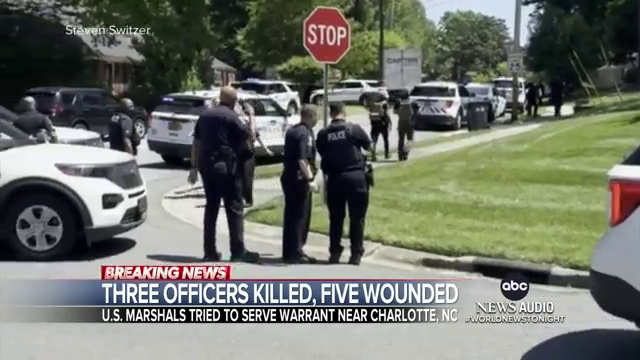 Steven Switzer
STOP
POLICE
BREAKING NEWS
THREE OFFICERS KILLED, FIVE WOUNDED
U.S. MARSHALS TRIED TO SERVE WARRANT NEAR CHARLOTTE, NC
abc
NEWS AUDIO
#WORLDNEWSTONIGHT